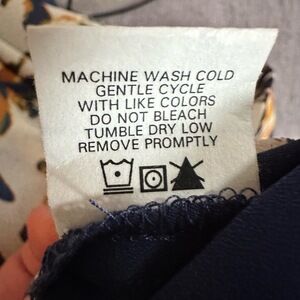 MACHINE WASH COLD
GENTLE CYCLE
WITH LIKE COLORS
DO NOT BLEACH
TUMBLE DRY LOW
REMOVE PROMPTLY